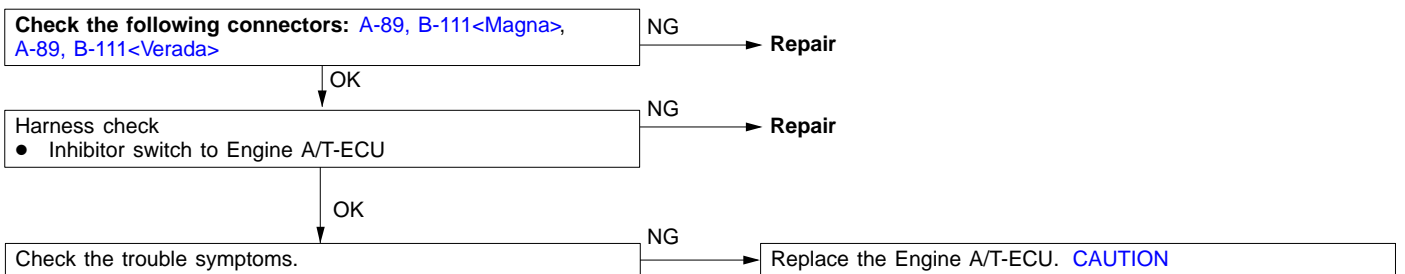 Check the following connectors: A-89, B-111<Magna>,
A-89, B-111<Verada>
NG
Repair
OK
Harness check
● Inhibitor switch to Engine A/T-ECU
NG
Repair
OK
Check the trouble symptoms.
NG
Replace the Engine A/T-ECU. CAUTION